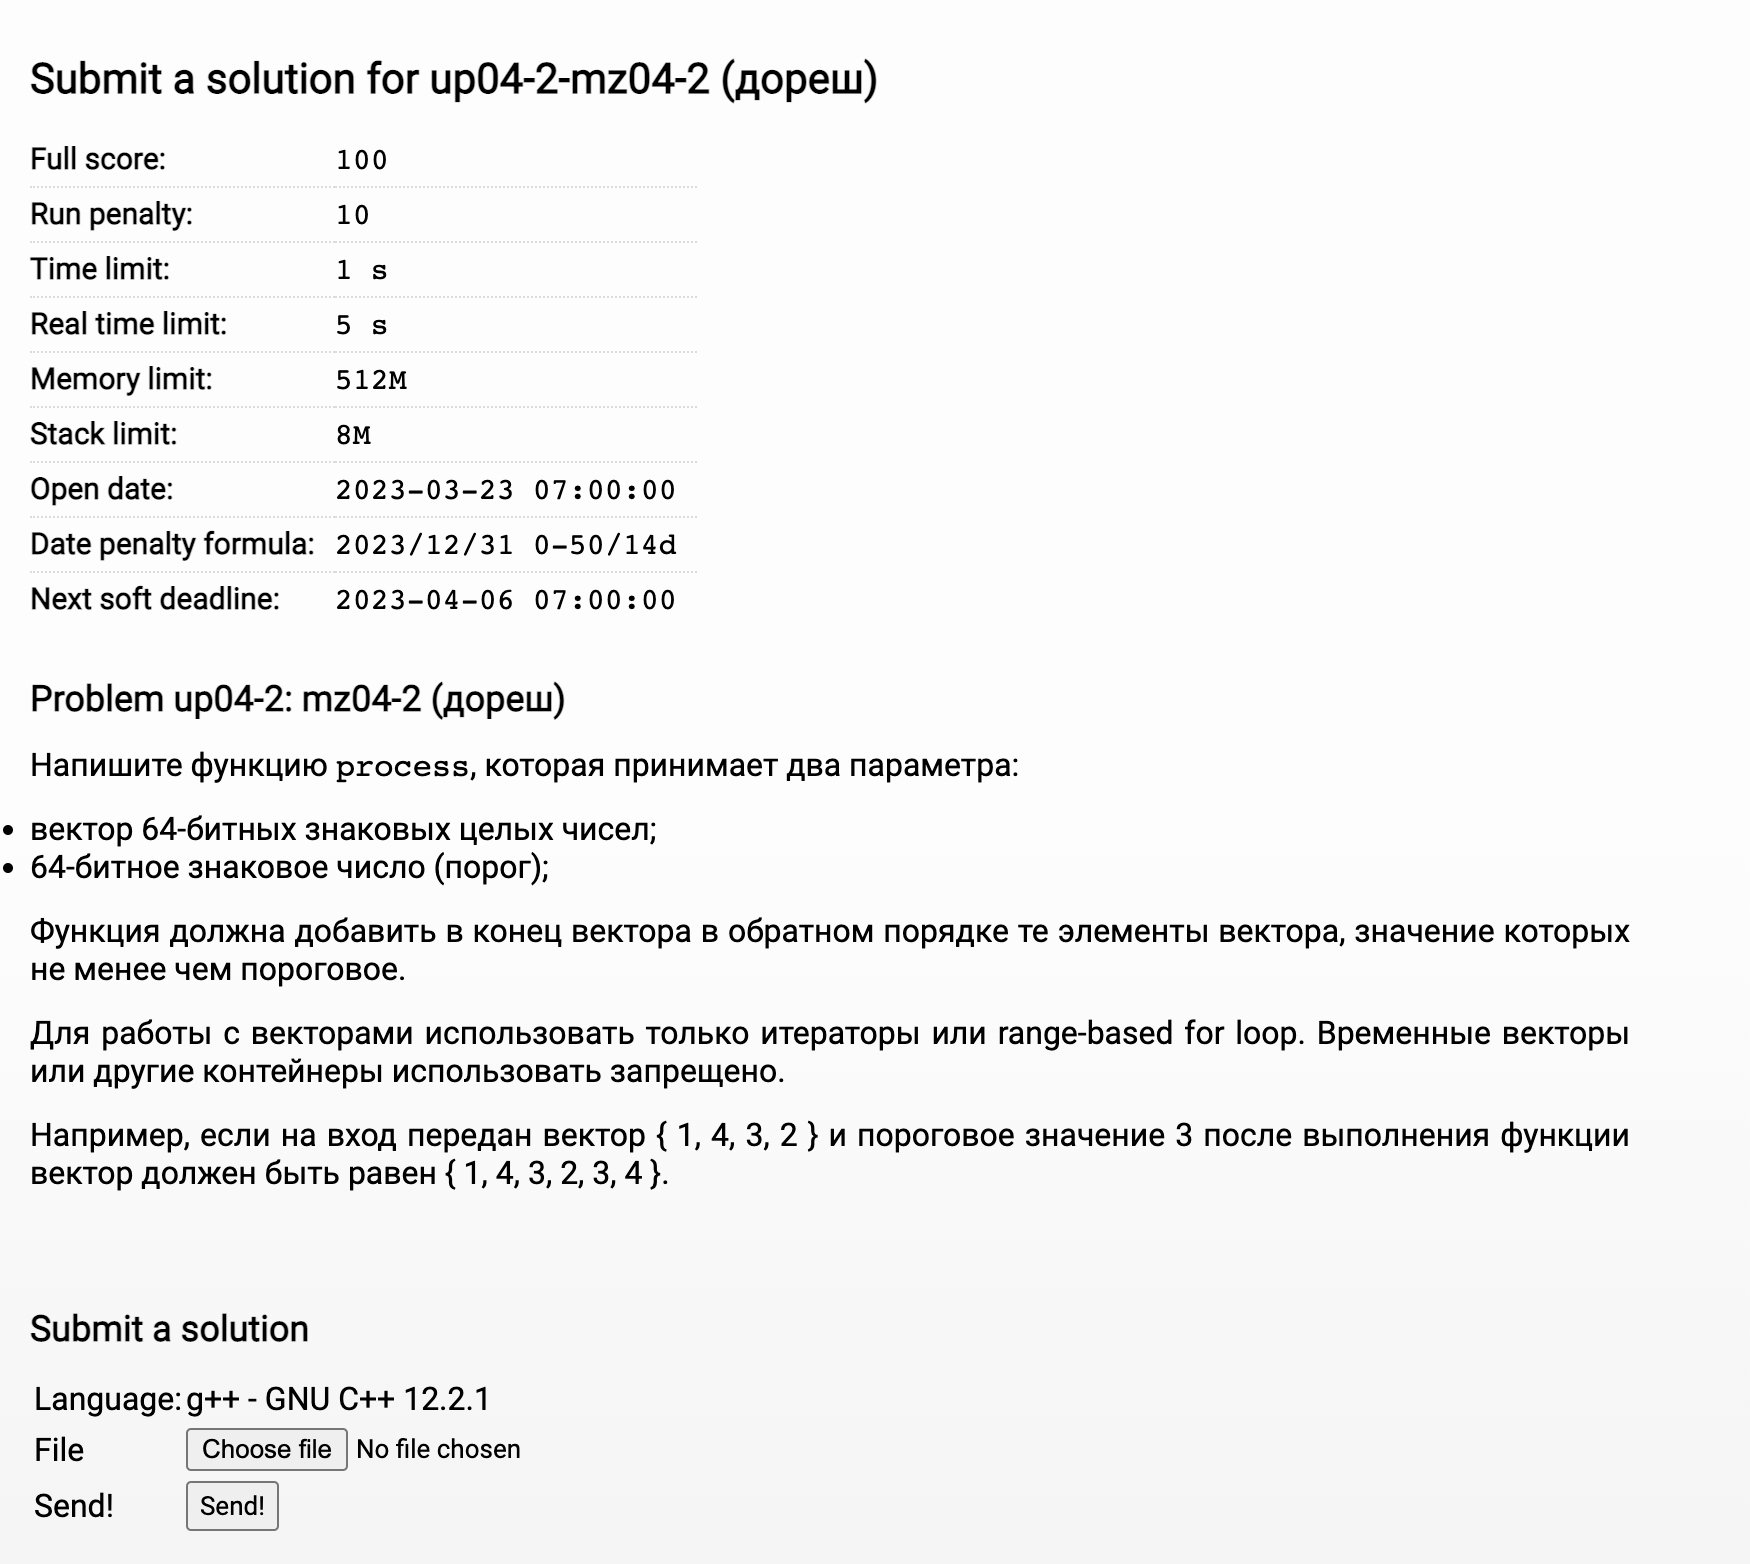 Submit a solution for up04-2-mz04-2 (дореш)
Full score: 100
Run penalty: 10
Time limit: 1 s
Real time limit: 5 s
Memory limit: 512M
Stack limit: 8M
Open date: 2023-03-23 07:00:00
Date penalty formula: 2023/12/31 0-50/14d
Next soft deadline: 2023-04-06 07:00:00
Problem up04-2: mz04-2 (дореш)
Напишите функцию process, которая принимает два параметра:
• вектор 64-битных знаковых целых чисел;
• 64-битное знаковое число (порог);
Функция должна добавить в конец вектора в обратном порядке те элементы вектора, значение которых
не менее чем пороговое.
Для работы с векторами использовать только итераторы или range-based for loop. Временные векторы
или другие контейнеры использовать запрещено.
Например, если на вход передан вектор { 1, 4, 3, 2 } и пороговое значение 3 после выполнения функции
вектор должен быть равен { 1, 4, 3, 2, 3, 4 }.
Submit a solution
Language: g++ - GNU C++ 12.2.1
File Choose file No file chosen
Send! Send!